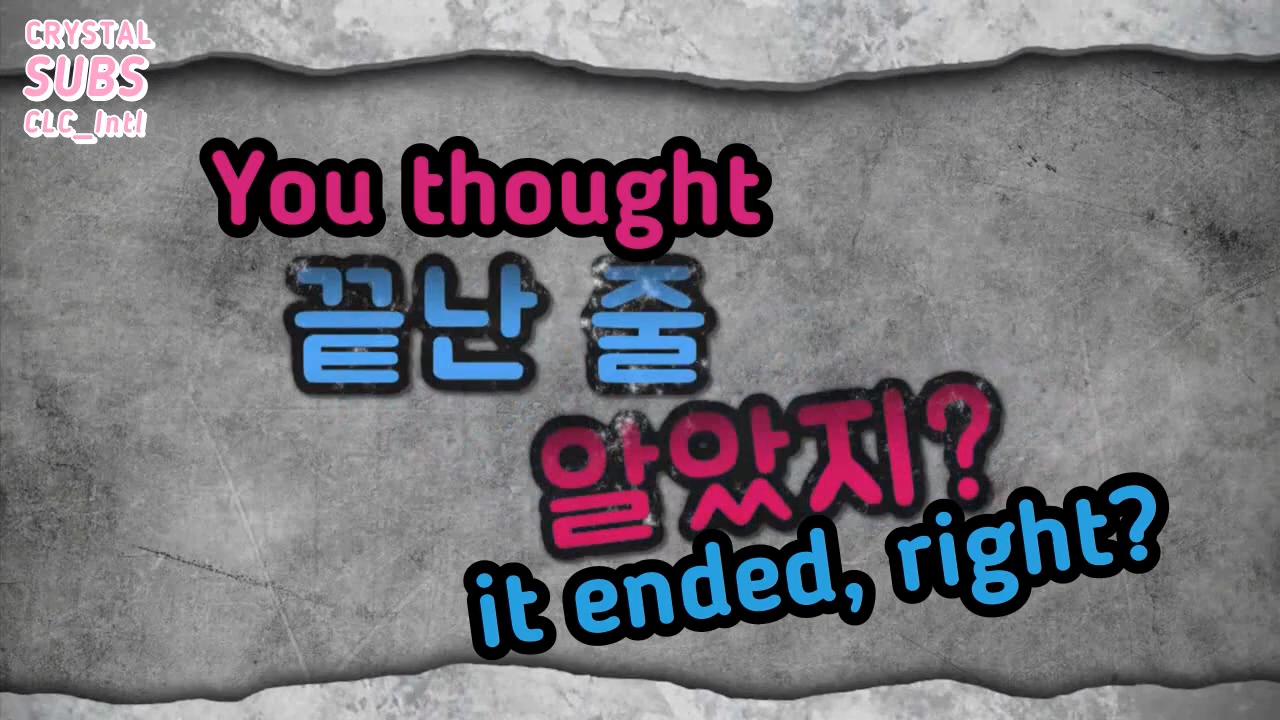 CRYSTAL
SUBS
CLC_Intl
You thought
끝난 줄
알았지?
it ended, right?